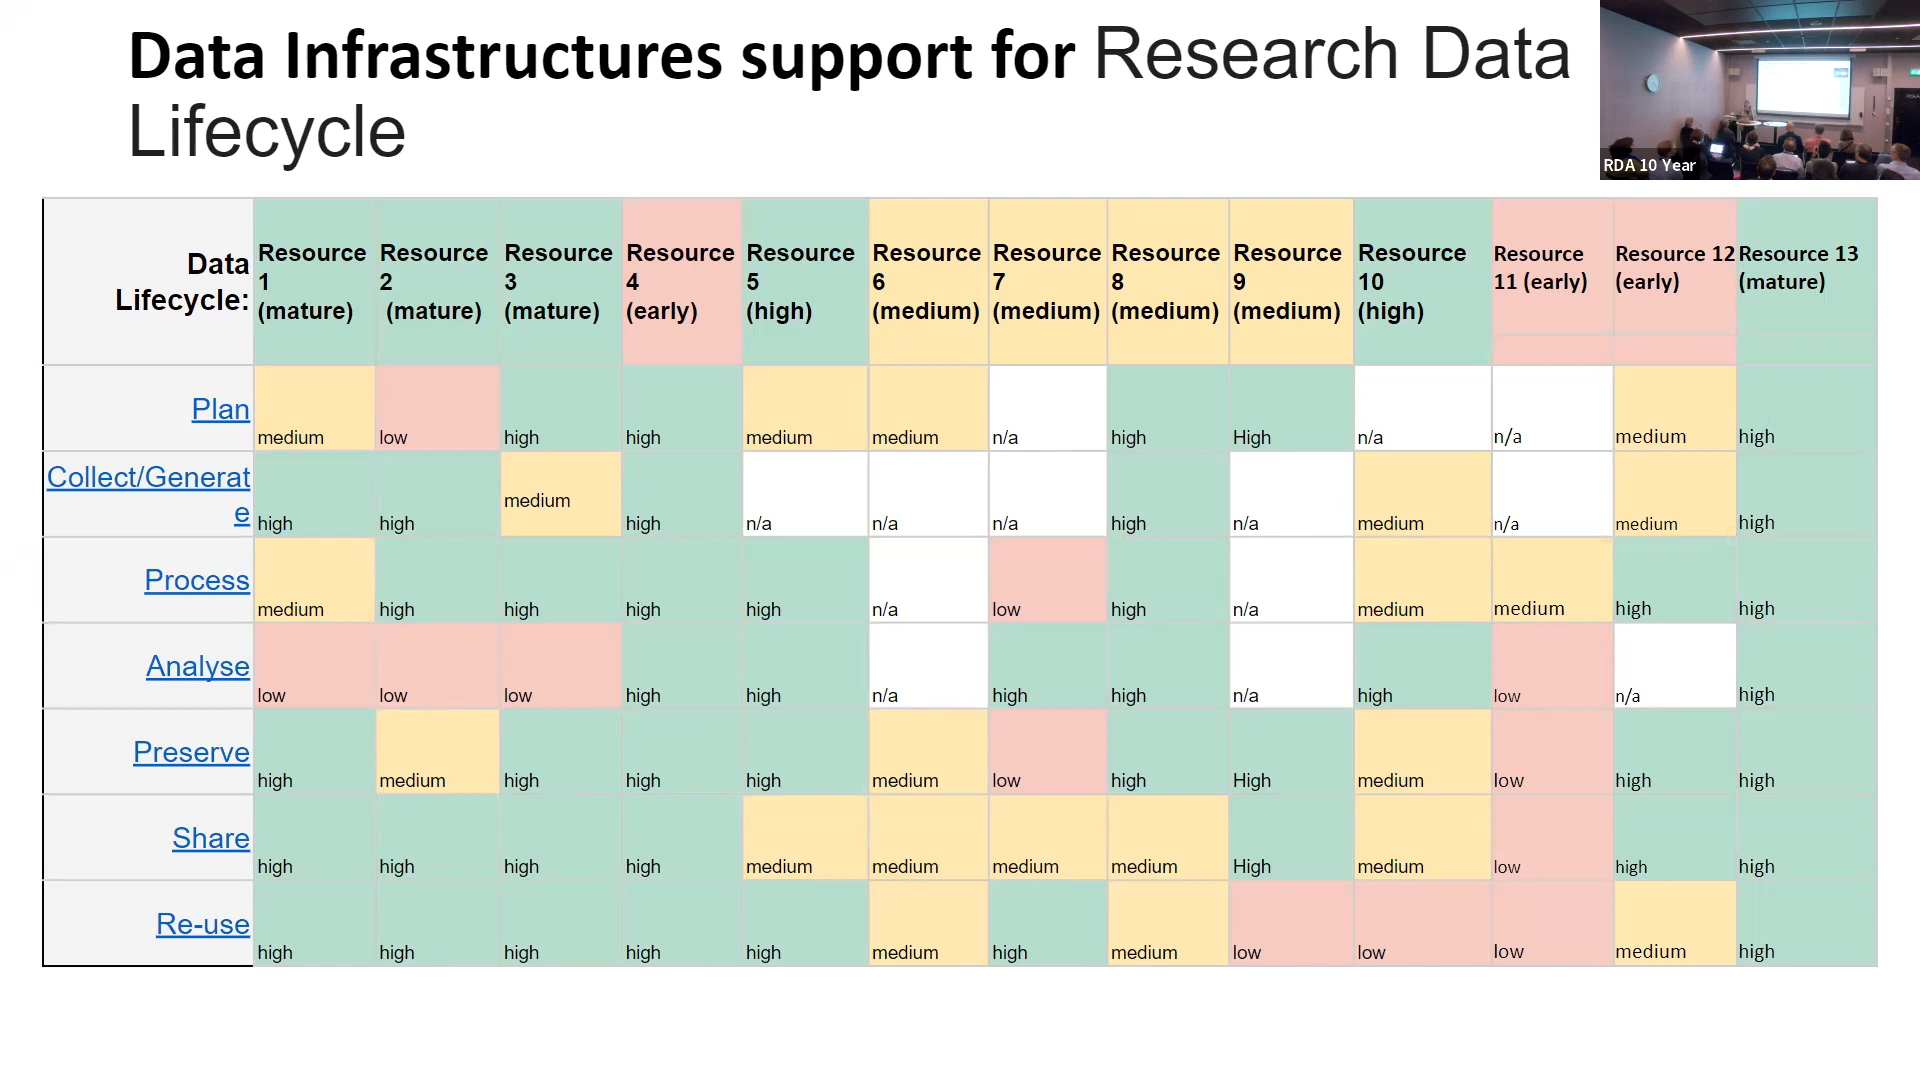 Data Infrastructures support for Research Data
Lifecycle
RDA 10 Year
Data
Lifecycle:
Resource
1
(mature)
Resource
2
(mature)
Resource
3
(mature)
Resource
4
(early)
Resource
5
(high)
Resource
6
(medium)
Resource
7
(medium)
Resource
8
(medium)
Resource
9
(medium)
Resource
10
(high)
Resource
11 (early)
Resource 12
(early)
Resource 13
(mature)
Plan
medium low high high medium medium n/a high High n/a n/a medium high
Collect/Generat
e
high high medium high n/a n/a n/a high n/a medium n/a medium high
Process
medium high high high high n/a low high n/a medium medium high high
Analyse
low low low high high n/a high high n/a high low n/a high
Preserve
high medium high high high medium low high High medium low high high
Share
high high high high medium medium medium medium High medium low high high
Re-use
high high high high high medium high medium low low low medium high